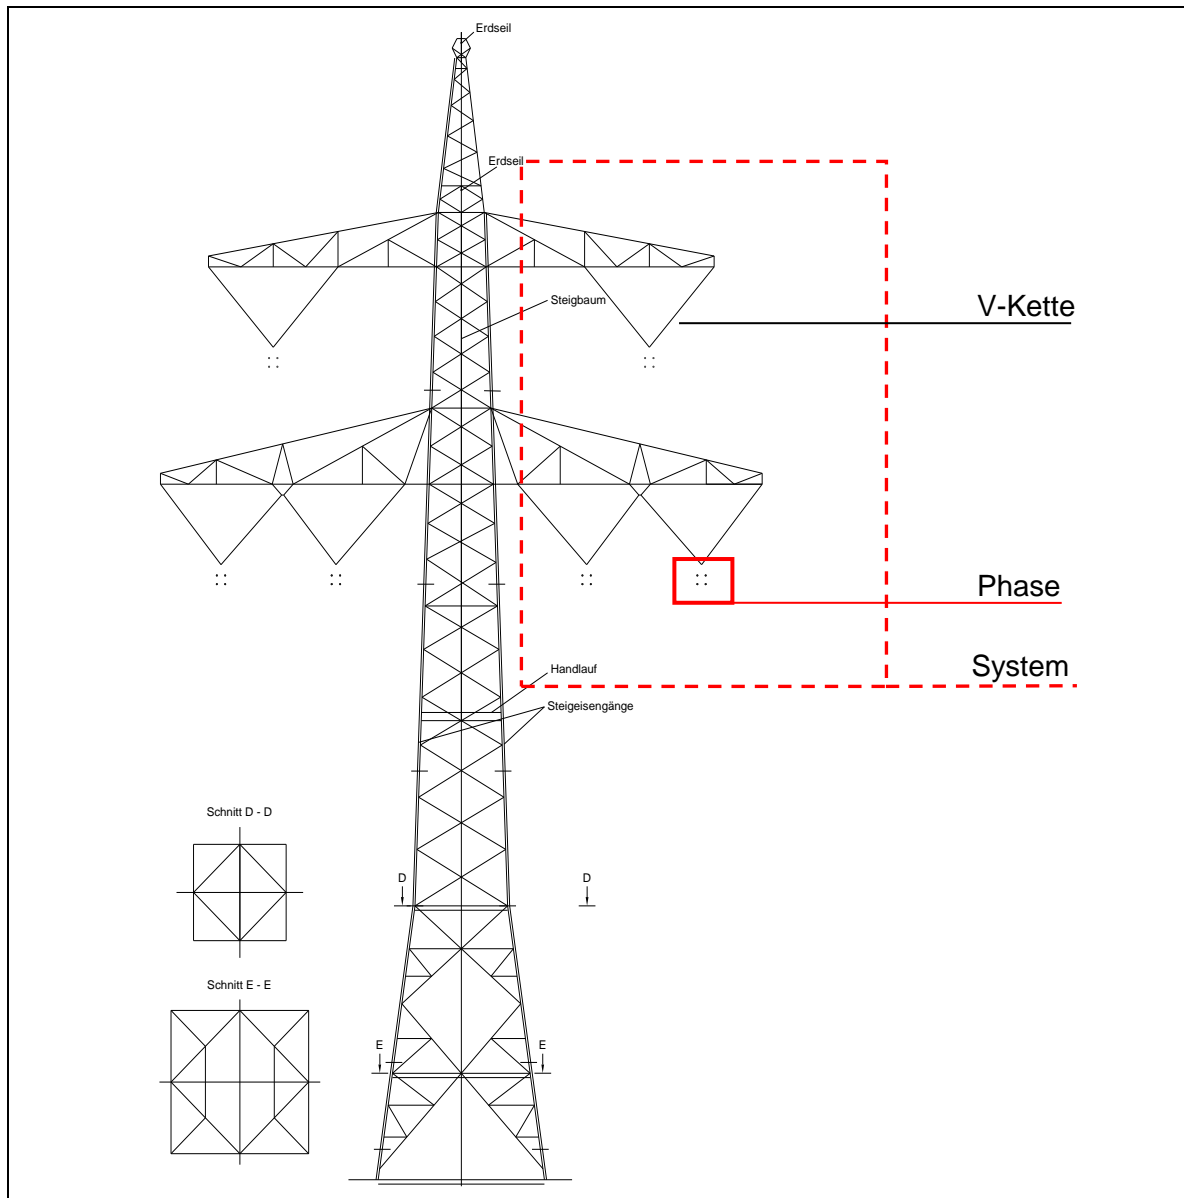 Erdseil
Erdseil
V-Kette
Steigbaum
Phase
System
Handlauf
Steigeisengänge
Schnitt D - D
D
D
Schnitt E - E
E
E